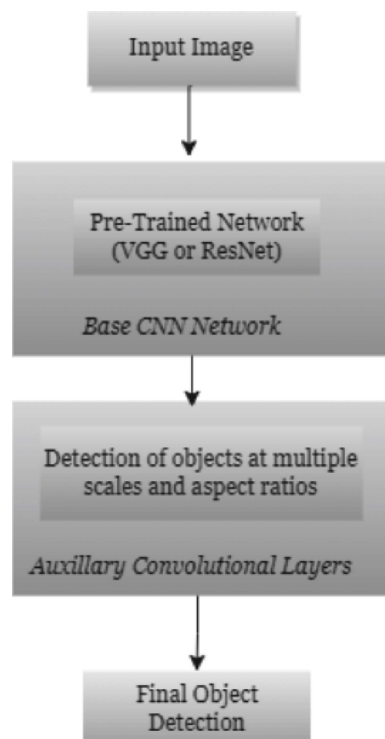 Input Image
Pre-Trained Network
(VGG or ResNet)
Base CNN Network
Detection of objects at multiple
scales and aspect ratios
Auxillary Convolutional Layers
Final Object
Detection